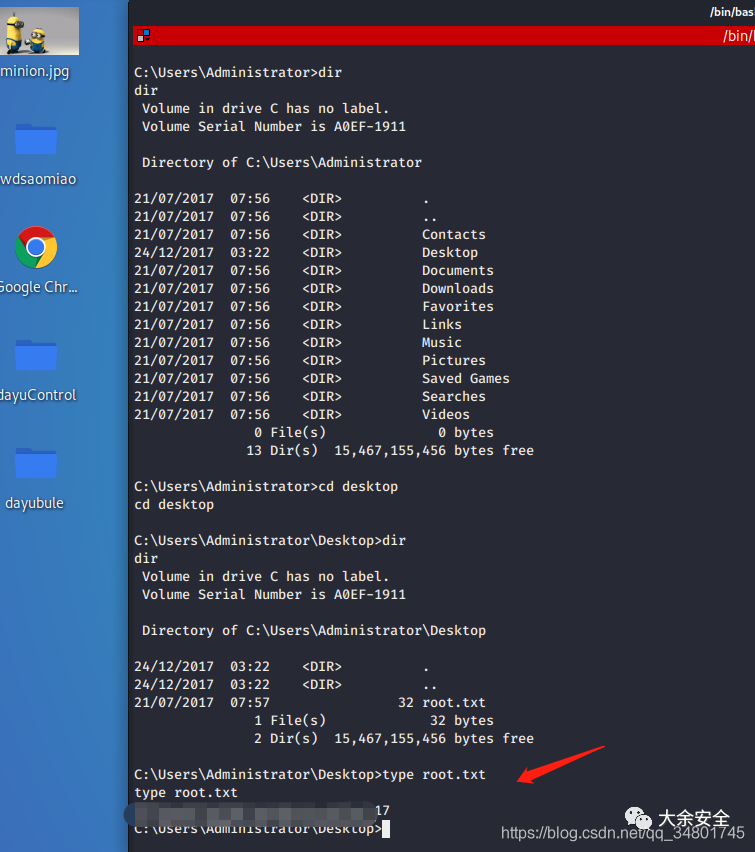 /bin/bas
/bin/
minion.jpg
wdsaomiao
Google Chr...
dayuControl
dayubule
C:\Users\Administrator>dir
dir
Volume in drive C has no label.
Volume Serial Number is A0EF-1911
Directory of C:\Users\Administrator
21/07/2017  07:56    <DIR>          .
21/07/2017  07:56    <DIR>          ..
21/07/2017  07:56    <DIR>          Contacts
24/12/2017  03:22    <DIR>          Desktop
21/07/2017  07:56    <DIR>          Documents
21/07/2017  07:56    <DIR>          Downloads
21/07/2017  07:56    <DIR>          Favorites
21/07/2017  07:56    <DIR>          Links
21/07/2017  07:56    <DIR>          Music
21/07/2017  07:56    <DIR>          Pictures
21/07/2017  07:56    <DIR>          Saved Games
21/07/2017  07:56    <DIR>          Searches
21/07/2017  07:56    <DIR>          Videos
0 File(s)              0 bytes
13 Dir(s)  15,467,155,456 bytes free
C:\Users\Administrator>cd desktop
cd desktop
C:\Users\Administrator\Desktop>dir
dir
Volume in drive C has no label.
Volume Serial Number is A0EF-1911
Directory of C:\Users\Administrator\Desktop
24/12/2017  03:22    <DIR>          .
24/12/2017  03:22    <DIR>          ..
21/07/2017  07:57                32 root.txt
1 File(s)             32 bytes
2 Dir(s)  15,467,155,456 bytes free
C:\Users\Administrator\Desktop>type root.txt
type root.txt
17
C:\Users\Administrator\Desktop>
大余安全
https://blog.csdn.net/qq_34801745